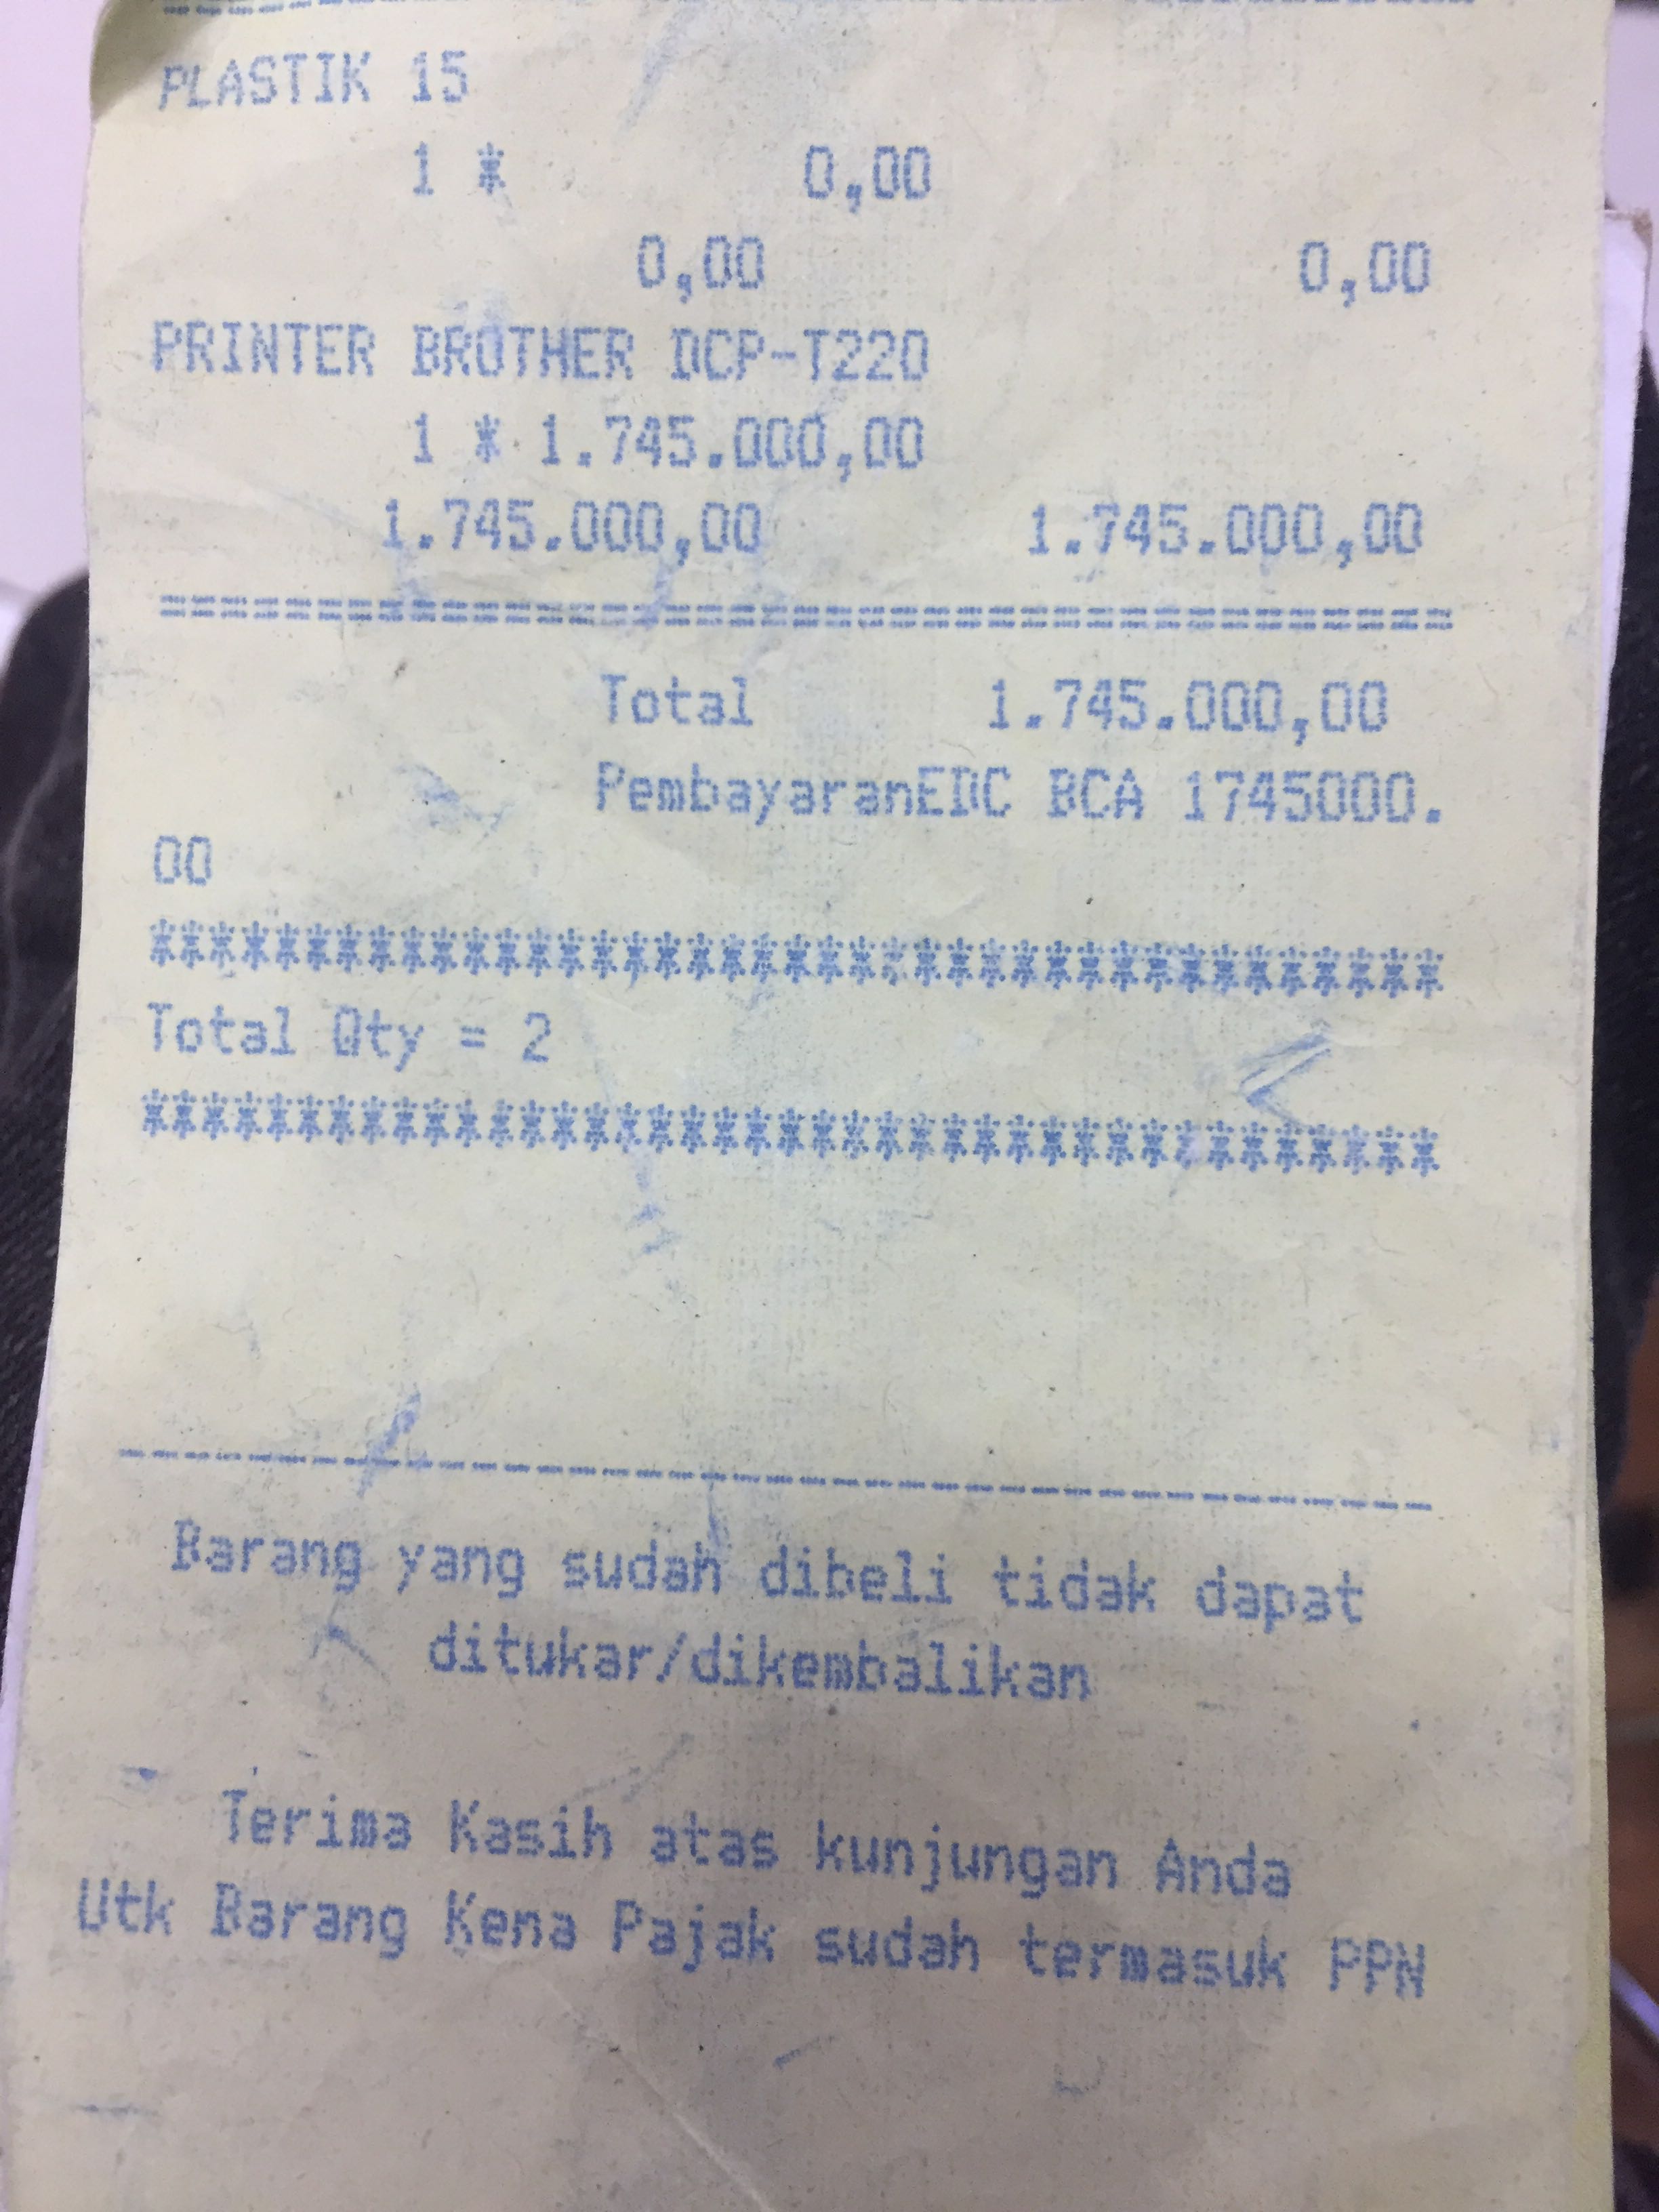 PLASTIK 15
1 * 0,00
0,00 0,00
PRINTER BROTHER DCP-T220
1 * 1.745.000,00
1.745.000,00 1.745.000,00
========================================
Total 1.745.000,00
PembayaranEDC BCA 1745000.
00
****************************************
Total Qty = 2
****************************************
----------------------------------------
Barang yang sudah dibeli tidak dapat
ditukar/dikembalikan
Terima Kasih atas kunjungan Anda
Utk Barang Kena Pajak sudah termasuk PPN